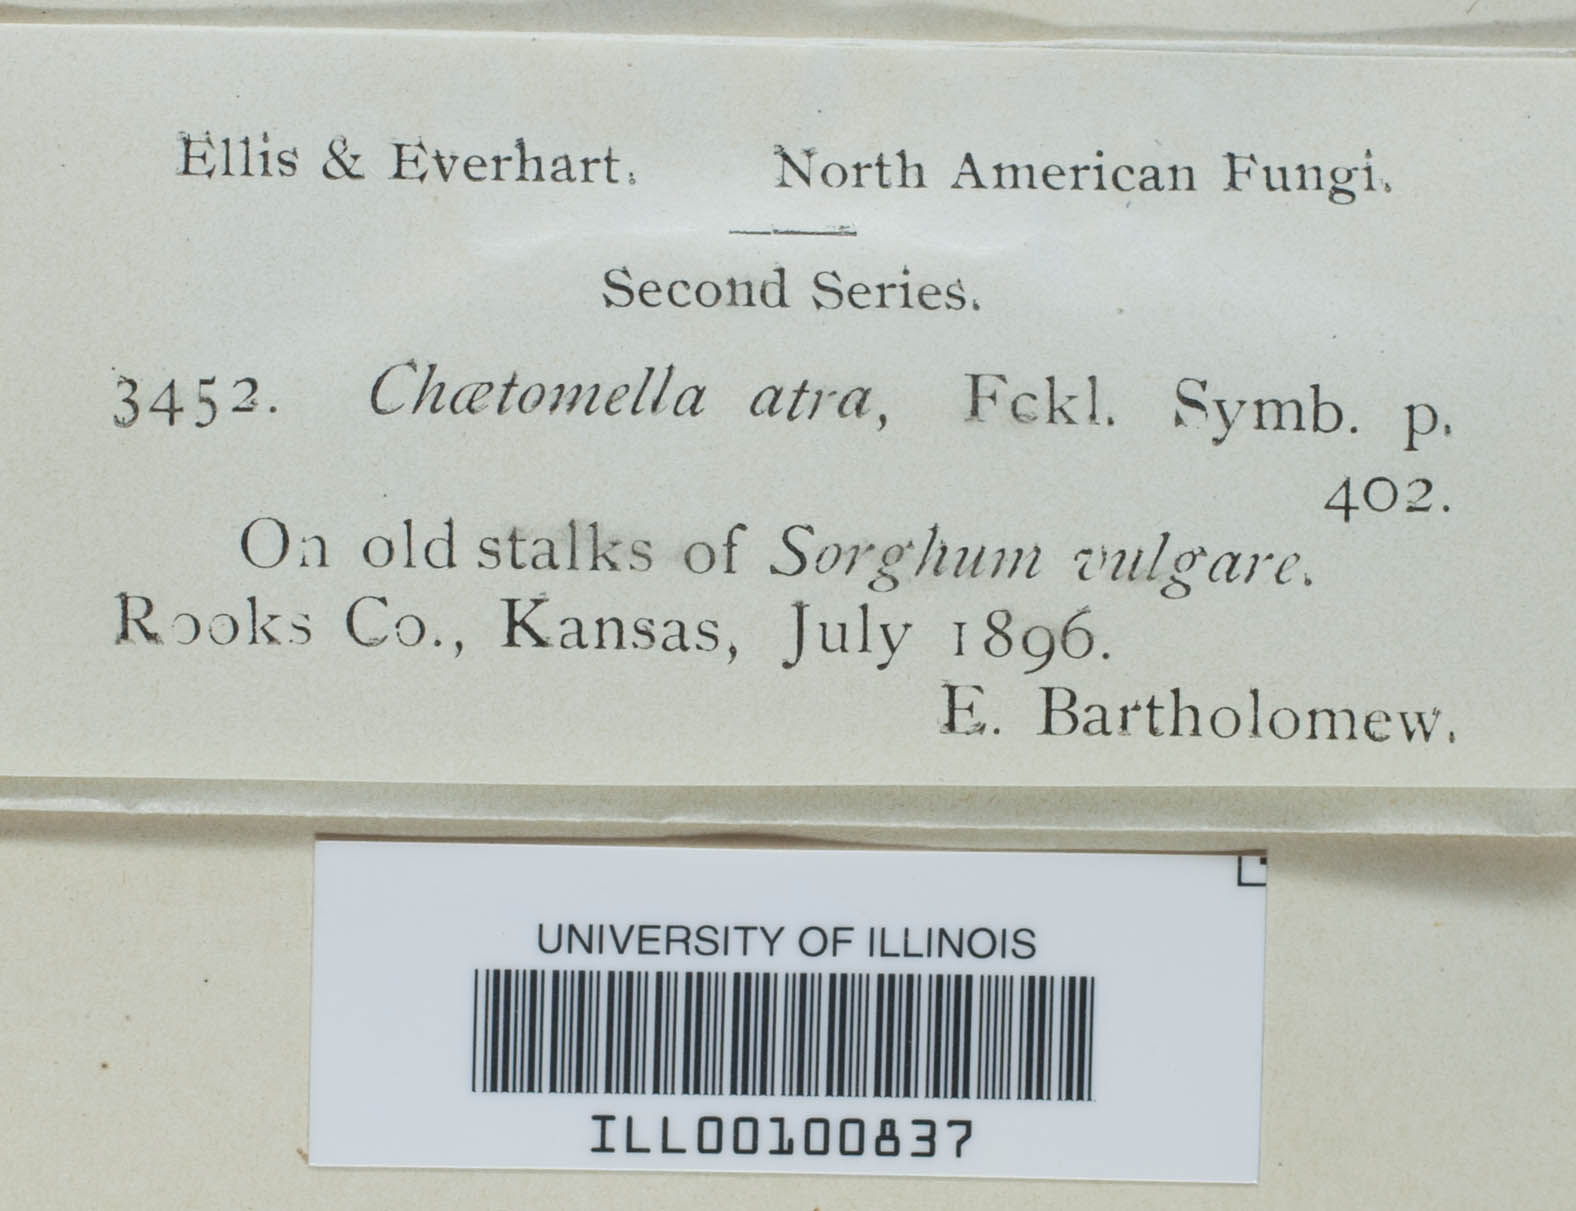 Ellis & Everhart. North American Fungi.
Second Series.
3452. Chætomella atra, Fckl. Symb. p.
402.
On old stalks of Sorghum vulgare.
Rooks Co., Kansas, July 1896.
E. Bartholomew.
UNIVERSITY OF ILLINOIS
ILL00100837